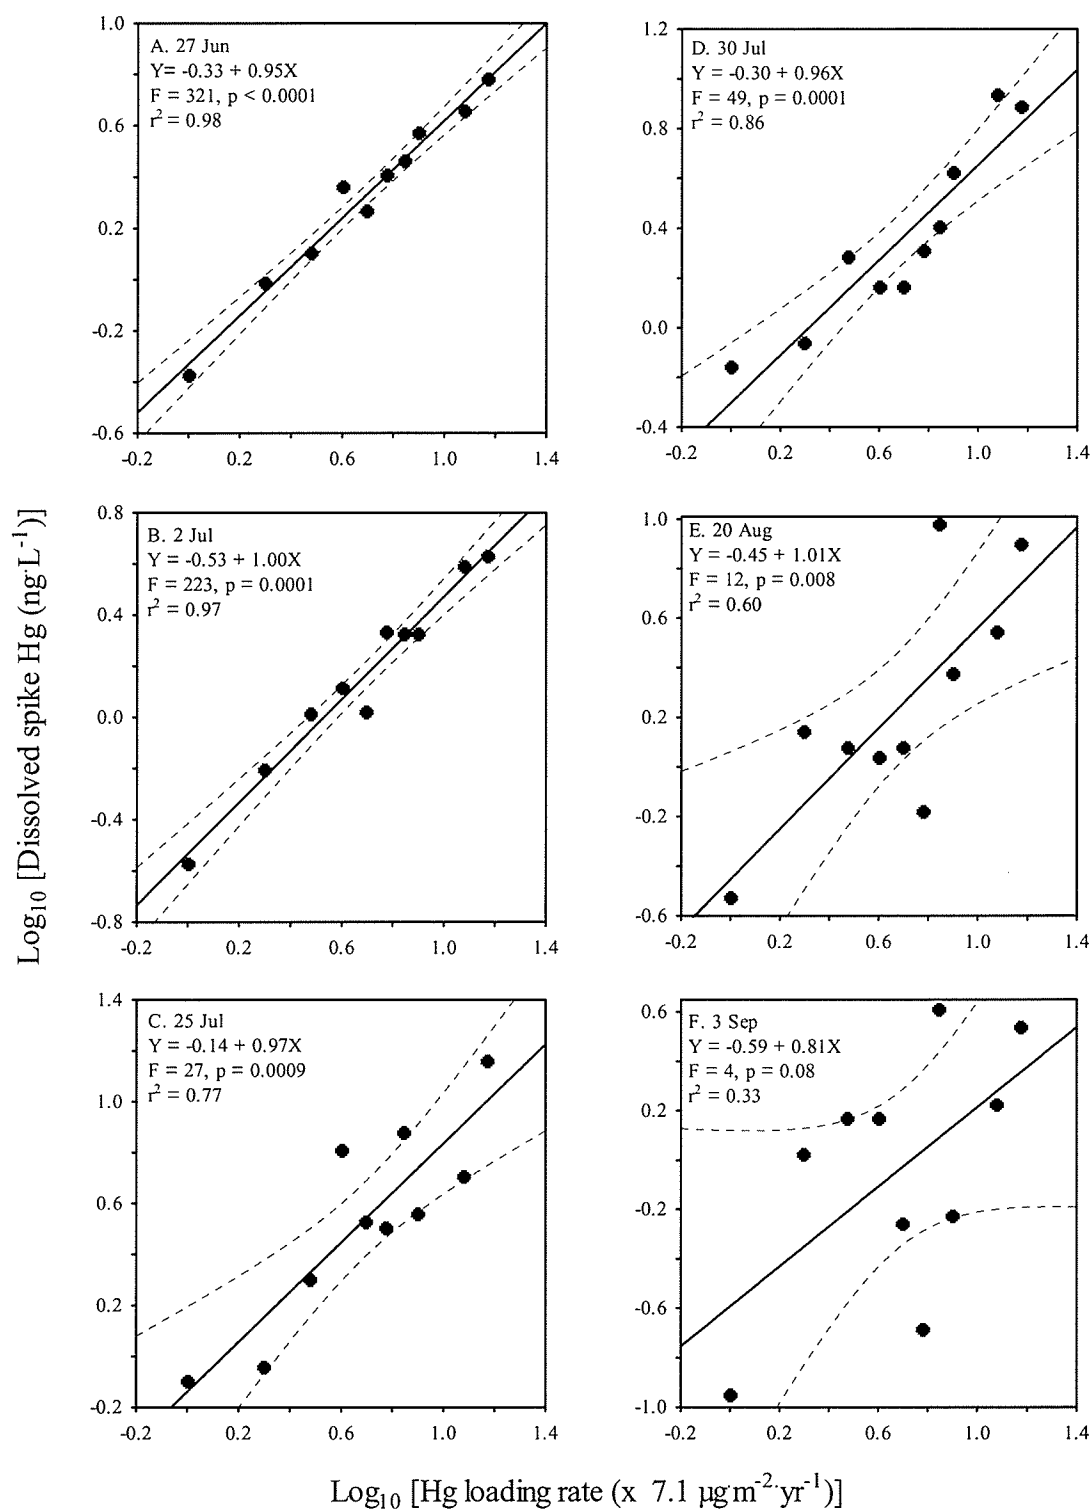 Log₁₀ [Dissolved spike Hg (ng·L⁻¹)]
A. 27 Jun
Y= -0.33 + 0.95X
F = 321, p < 0.0001
r² = 0.98
1.0
0.6
0.2
-0.2
-0.6
-0.2 0.2 0.6 1.0 1.4
B. 2 Jul
Y = -0.53 + 1.00X
F = 223, p = 0.0001
r² = 0.97
0.8
0.4
0.0
-0.4
-0.8
-0.2 0.2 0.6 1.0 1.4
C. 25 Jul
Y = -0.14 + 0.97X
F = 27, p = 0.0009
r² = 0.77
1.4
1.0
0.6
0.2
-0.2
-0.2 0.2 0.6 1.0 1.4
D. 30 Jul
Y = -0.30 + 0.96X
F = 49, p = 0.0001
r² = 0.86
1.2
0.8
0.4
0.0
-0.4
-0.2 0.2 0.6 1.0 1.4
E. 20 Aug
Y = -0.45 + 1.01X
F = 12, p = 0.008
r² = 0.60
1.0
0.6
0.2
-0.2
-0.6
-0.2 0.2 0.6 1.0 1.4
F. 3 Sep
Y = -0.59 + 0.81X
F = 4, p = 0.08
r² = 0.33
0.6
0.2
-0.2
-0.6
-1.0
-0.2 0.2 0.6 1.0 1.4
Log₁₀ [Hg loading rate (x 7.1 µg·m⁻²·yr⁻¹)]